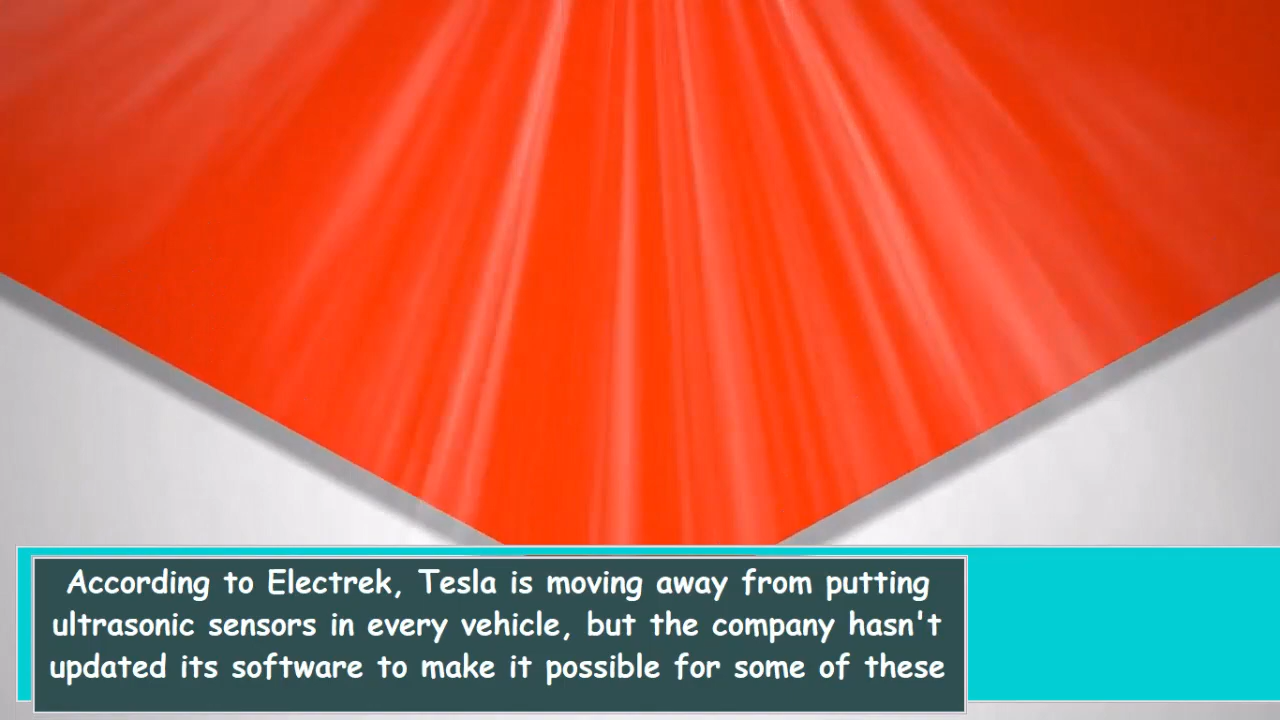 According to Electrek, Tesla is moving away from putting
ultrasonic sensors in every vehicle, but the company hasn't
updated its software to make it possible for some of these